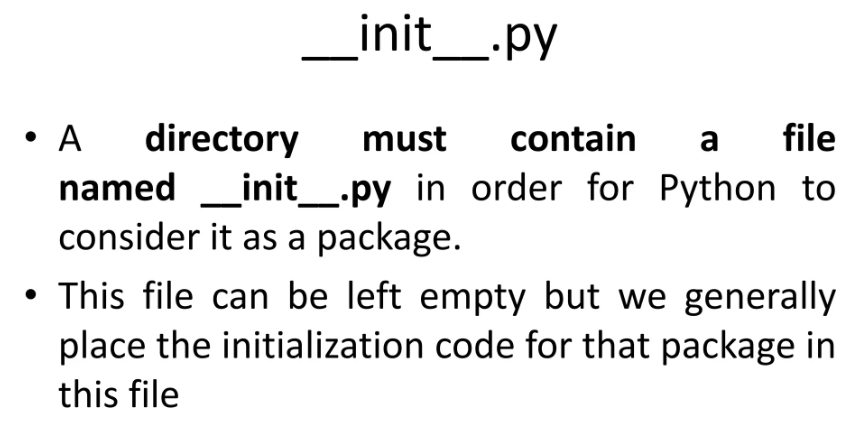 __init__.py
• A directory must contain a file
named __init__.py in order for Python to
consider it as a package.
• This file can be left empty but we generally
place the initialization code for that package in
this file